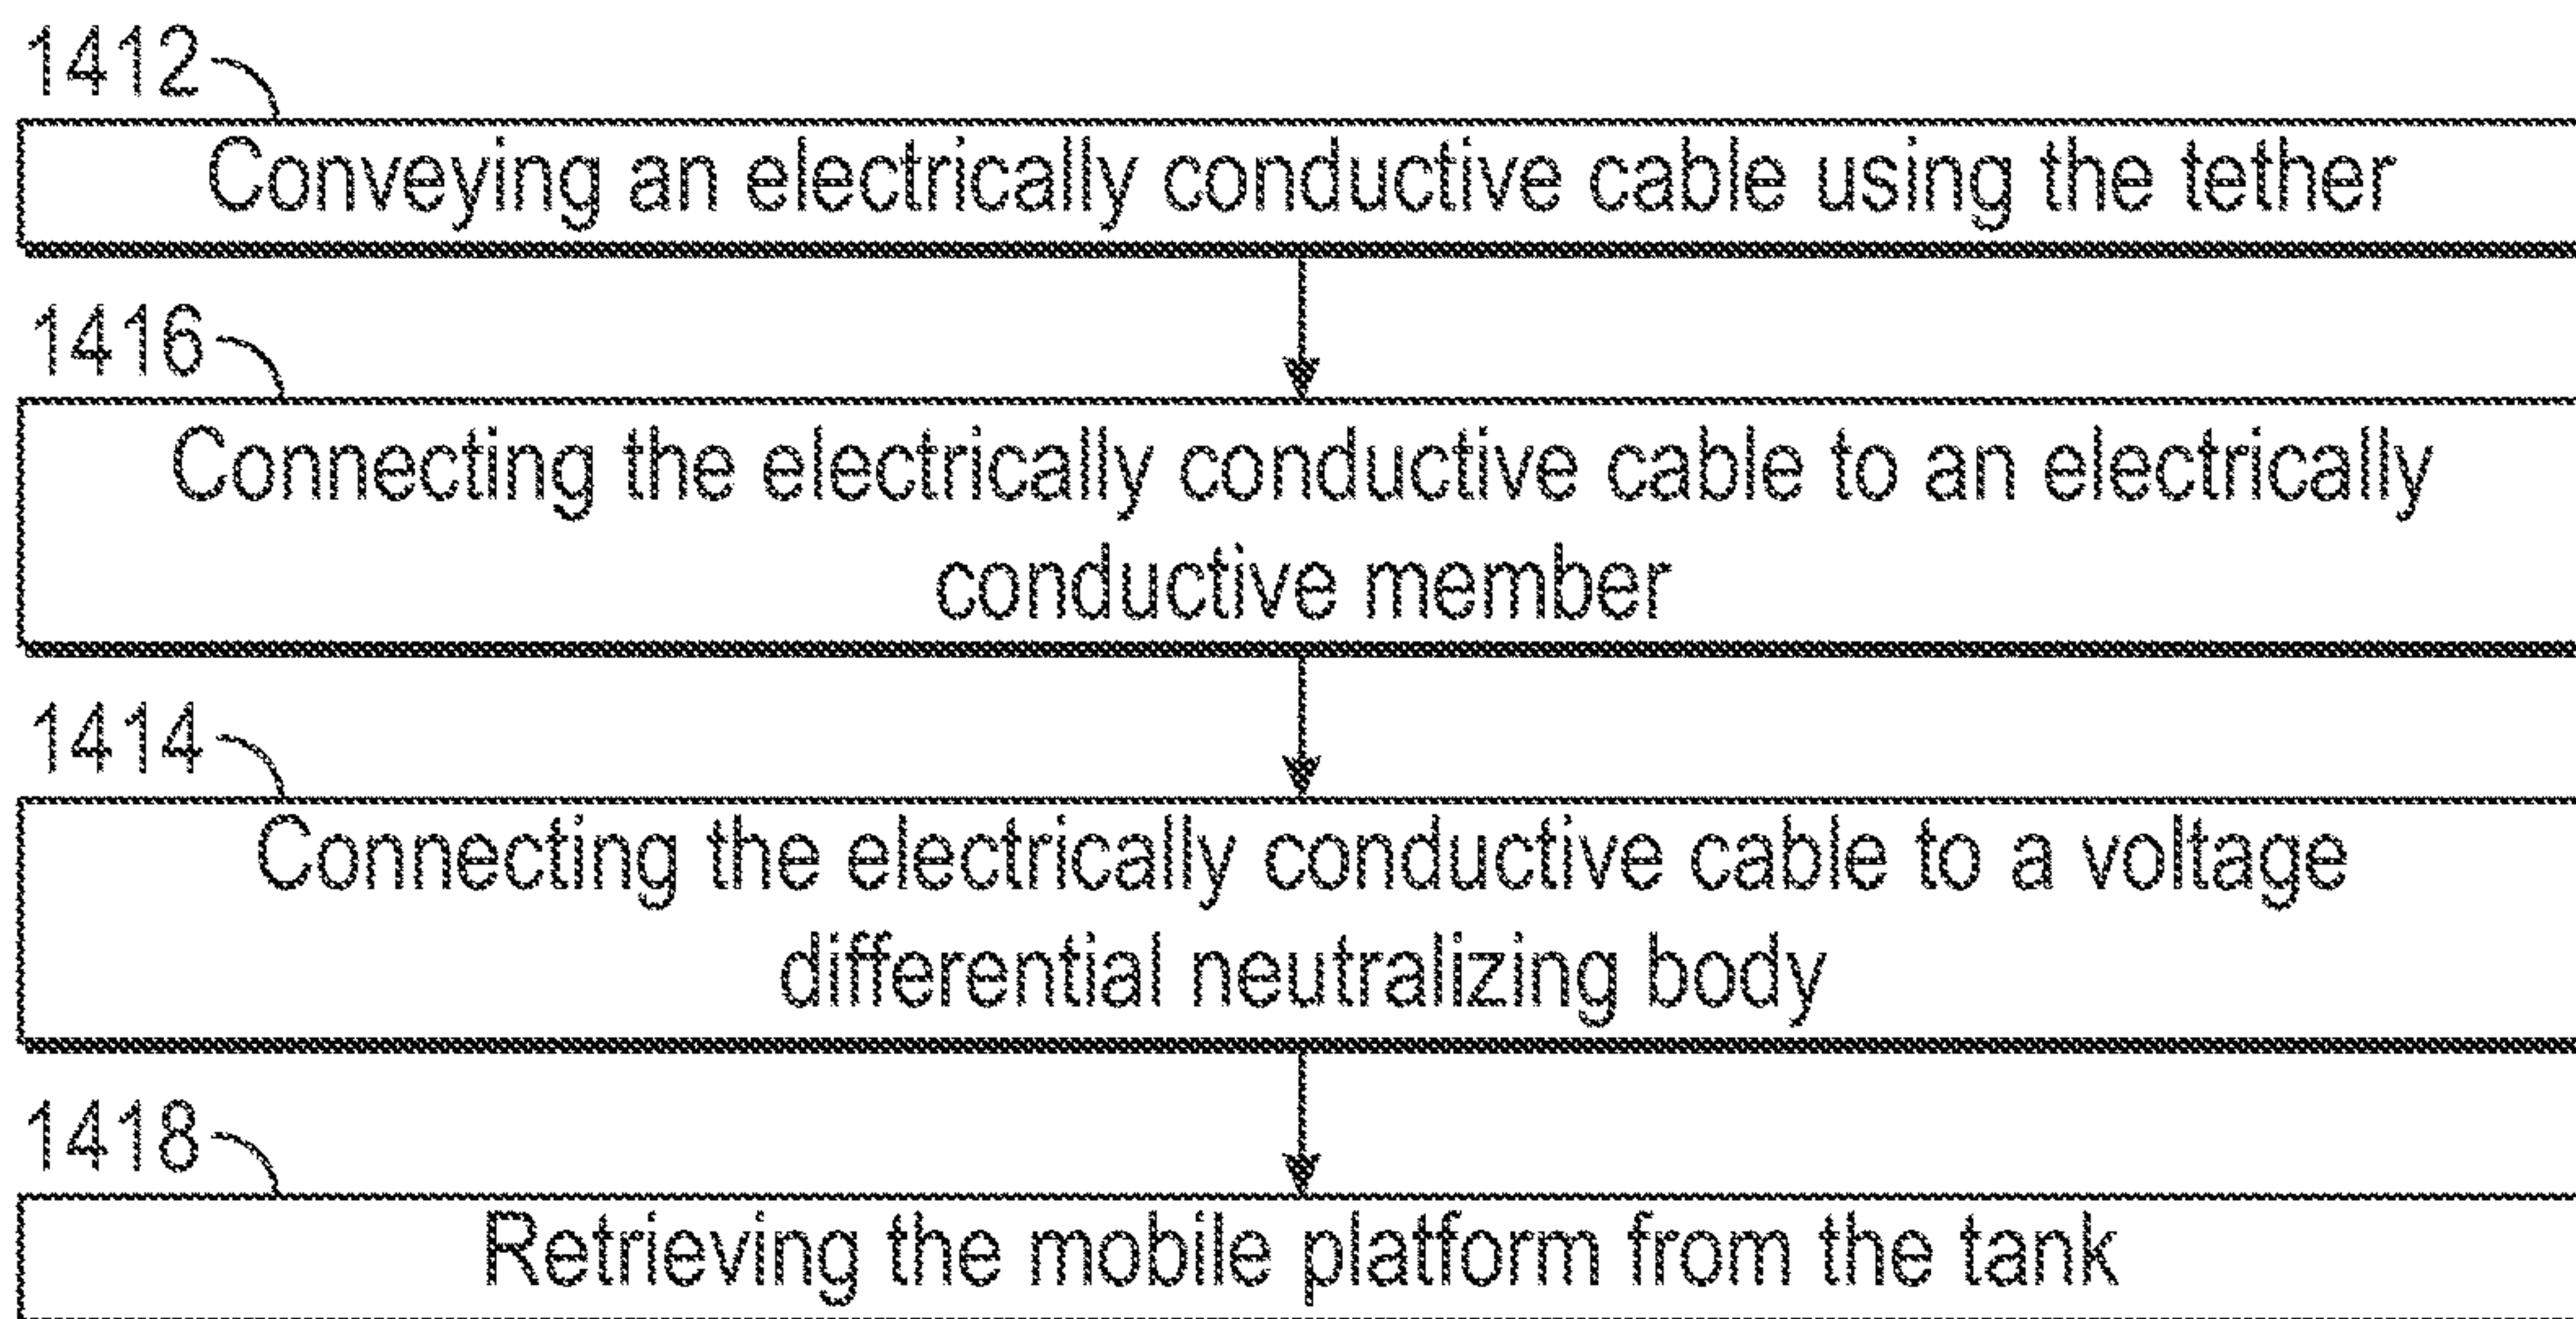 1412
Conveying an electrically conductive cable using the tether
1416
Connecting the electrically conductive cable to an electrically
conductive member
1414
Connecting the electrically conductive cable to a voltage
differential neutralizing body
1418
Retrieving the mobile platform from the tank